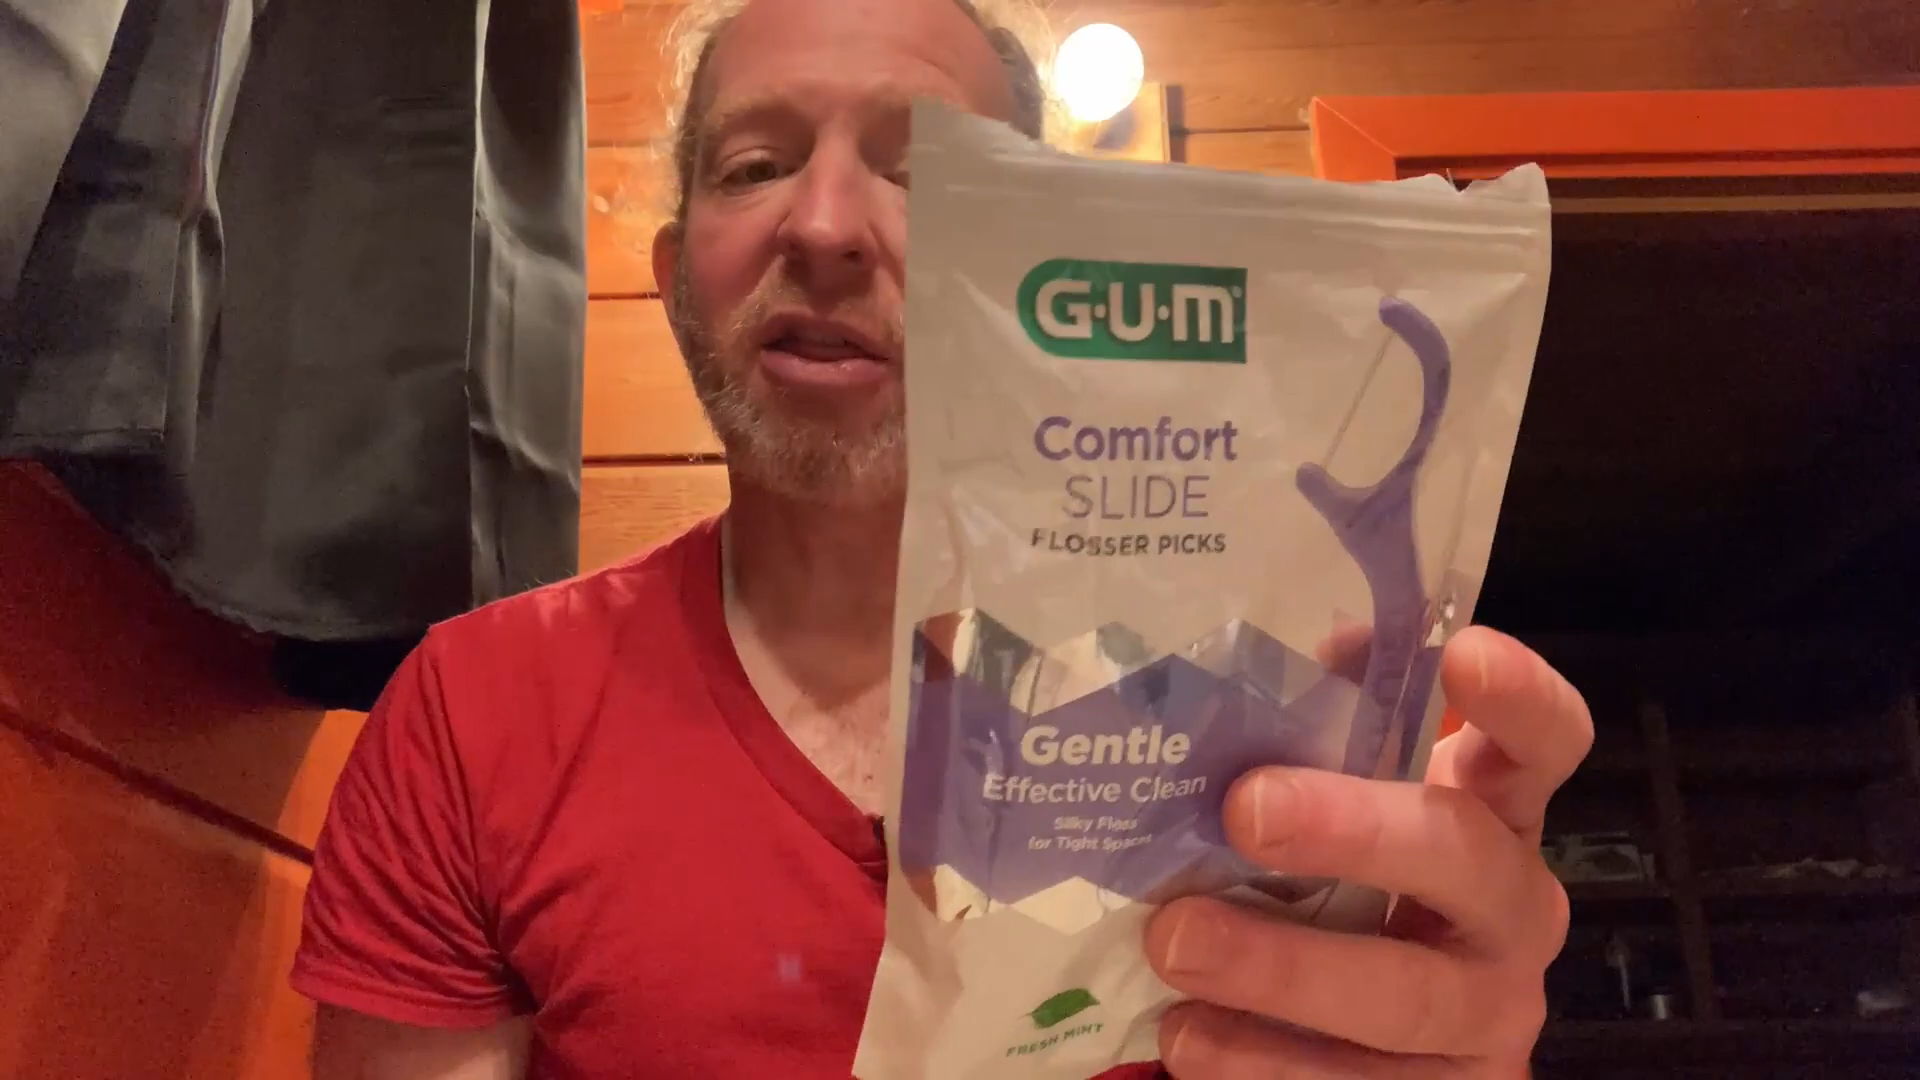 G·U·M
Comfort
SLIDE
FLOSSER PICKS
Gentle
Effective Clean
Silky Floss
for Tight Spaces
FRESH MINT